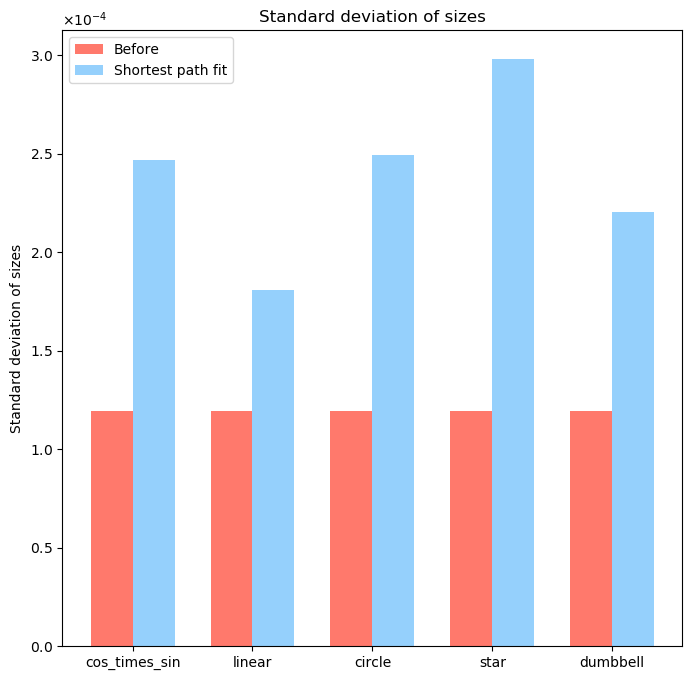 ×10⁻⁴
Standard deviation of sizes
Before
Shortest path fit
Standard deviation of sizes
3.0
2.5
2.0
1.5
1.0
0.5
0.0
cos_times_sin
linear
circle
star
dumbbell